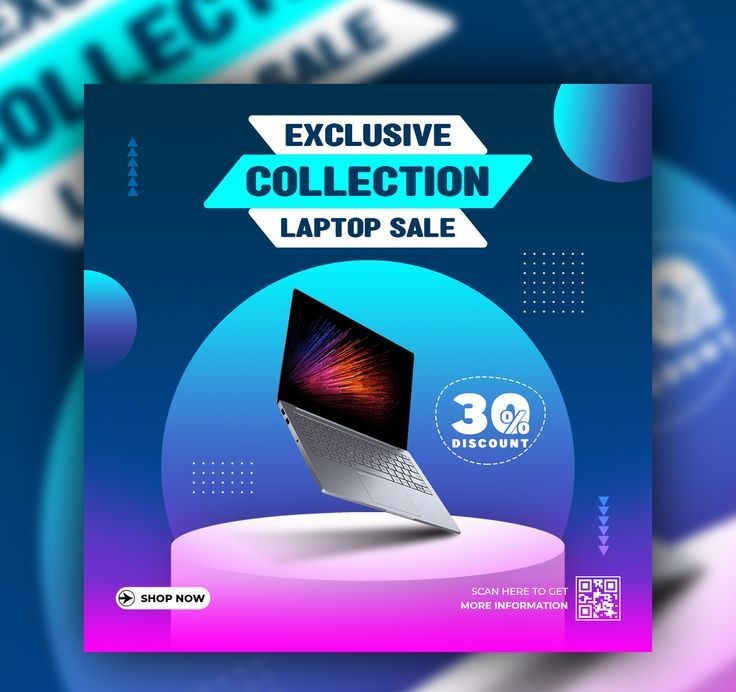 EXCLUSIVE
COLLECTION
LAPTOP SALE
30%
DISCOUNT
SHOP NOW
SCAN HERE TO GET
MORE INFORMATION